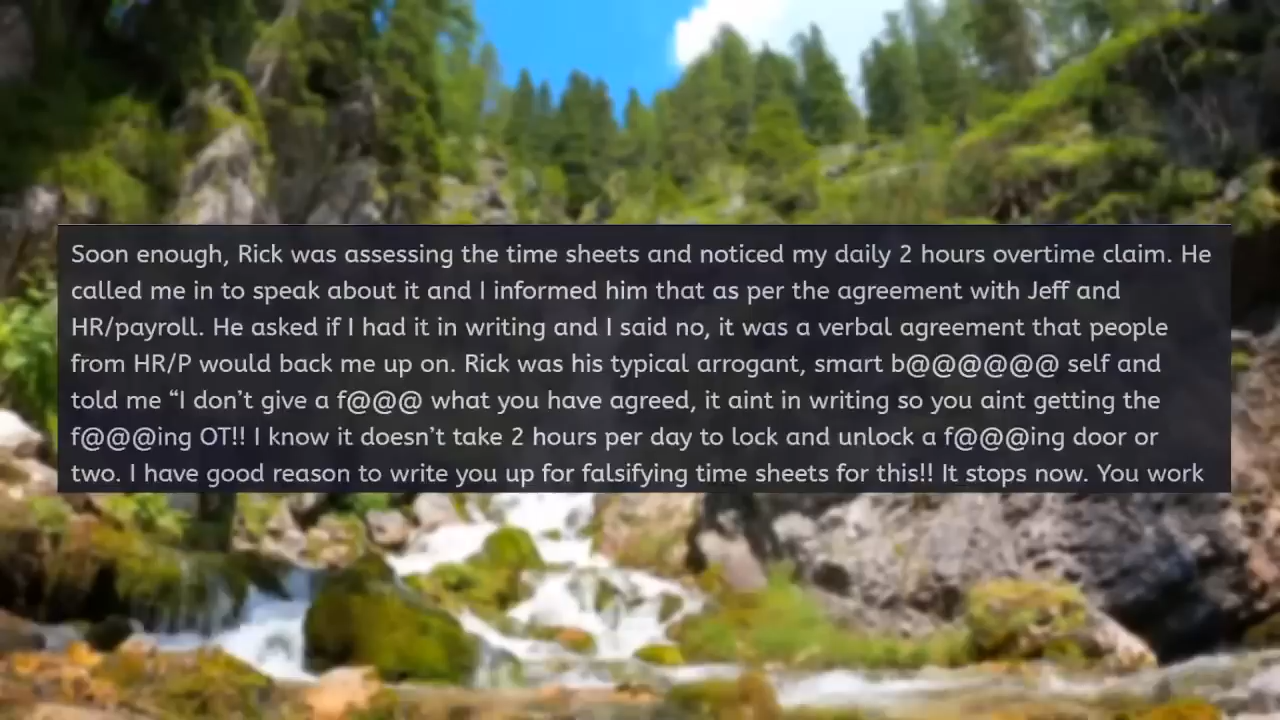 Soon enough, Rick was assessing the time sheets and noticed my daily 2 hours overtime claim. He
called me in to speak about it and I informed him that as per the agreement with Jeff and
HR/payroll. He asked if I had it in writing and I said no, it was a verbal agreement that people
from HR/P would back me up on. Rick was his typical arrogant, smart b@@@@@@ self and
told me “I don’t give a f@@@ what you have agreed, it aint in writing so you aint getting the
f@@@ing OT!! I know it doesn’t take 2 hours per day to lock and unlock a f@@@ing door or
two. I have good reason to write you up for falsifying time sheets for this!! It stops now. You work